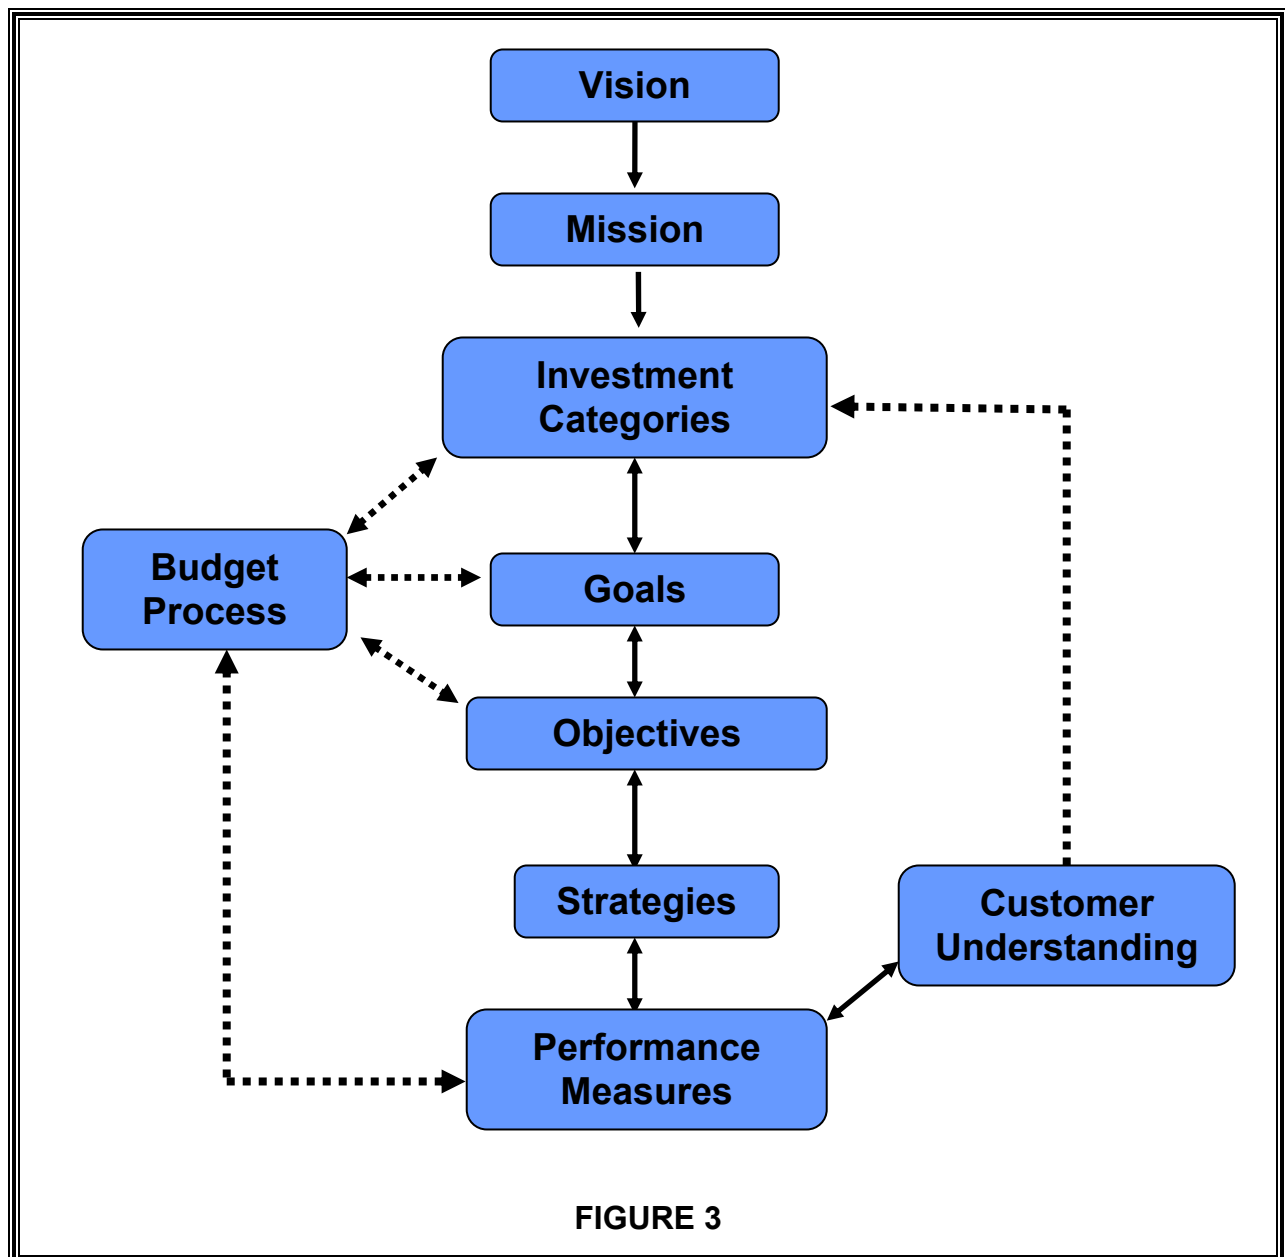 Vision
Mission
Investment
Categories
Budget
Process
Goals
Objectives
Strategies
Customer
Understanding
Performance
Measures
FIGURE 3